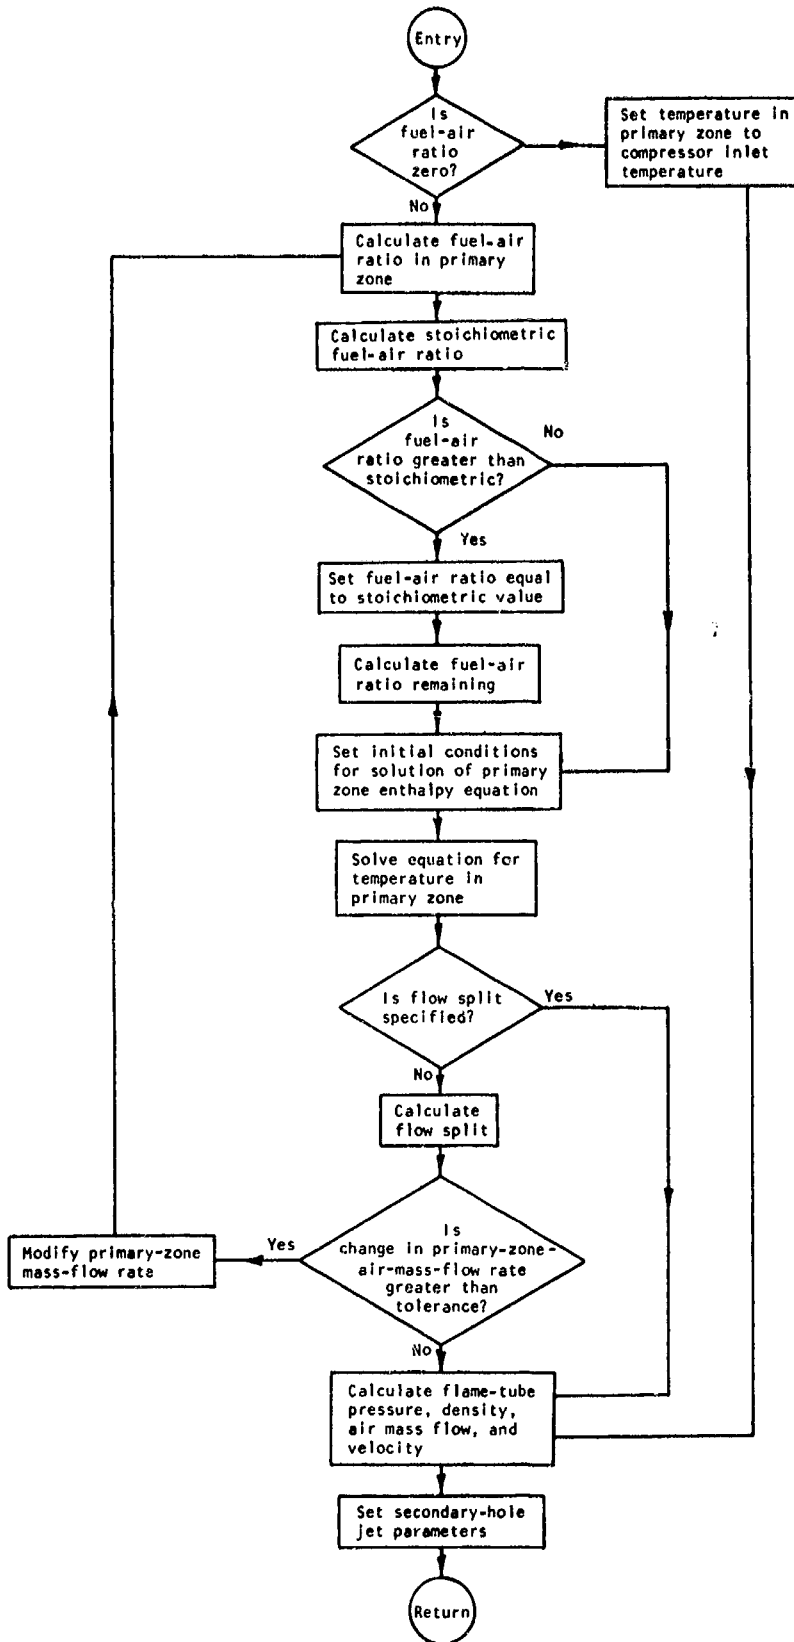 Entry
Is
fuel-air
ratio
zero?
Set temperature in
primary zone to
compressor inlet
temperature
No
Calculate fuel-air
ratio in primary
zone
Calculate stoichiometric
fuel-air ratio
Is
fuel-air
ratio greater than
stoichiometric?
No
Yes
Set fuel-air ratio equal
to stoichiometric value
Calculate fuel-air
ratio remaining
Set initial conditions
for solution of primary
zone enthalpy equation
Solve equation for
temperature in
primary zone
Is flow split
specified?
Yes
No
Calculate
flow split
Is
change in primary-zone-
air-mass-flow rate
greater than
tolerance?
Yes
Modify primary-zone
mass-flow rate
No
Calculate flame-tube
pressure, density,
air mass flow, and
velocity
Set secondary-hole
jet parameters
Return